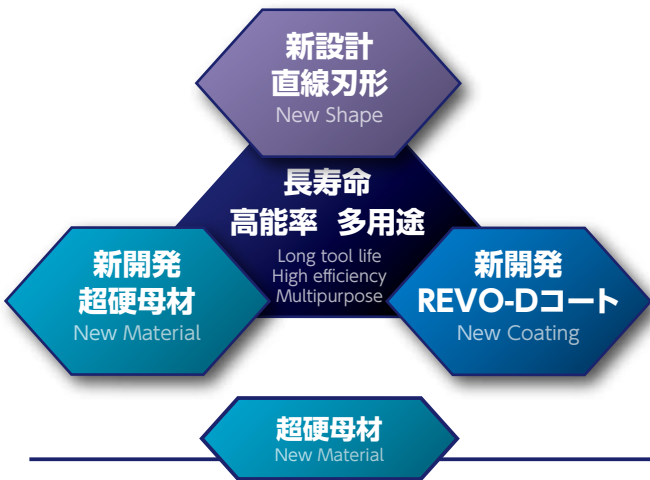 新設計
直線刃形
New Shape
長寿命
高能率 多用途
Long tool life
High efficiency
Multipurpose
新開発
超硬母材
New Material
新開発
REVO-Dコート
New Coating
超硬母材
New Material